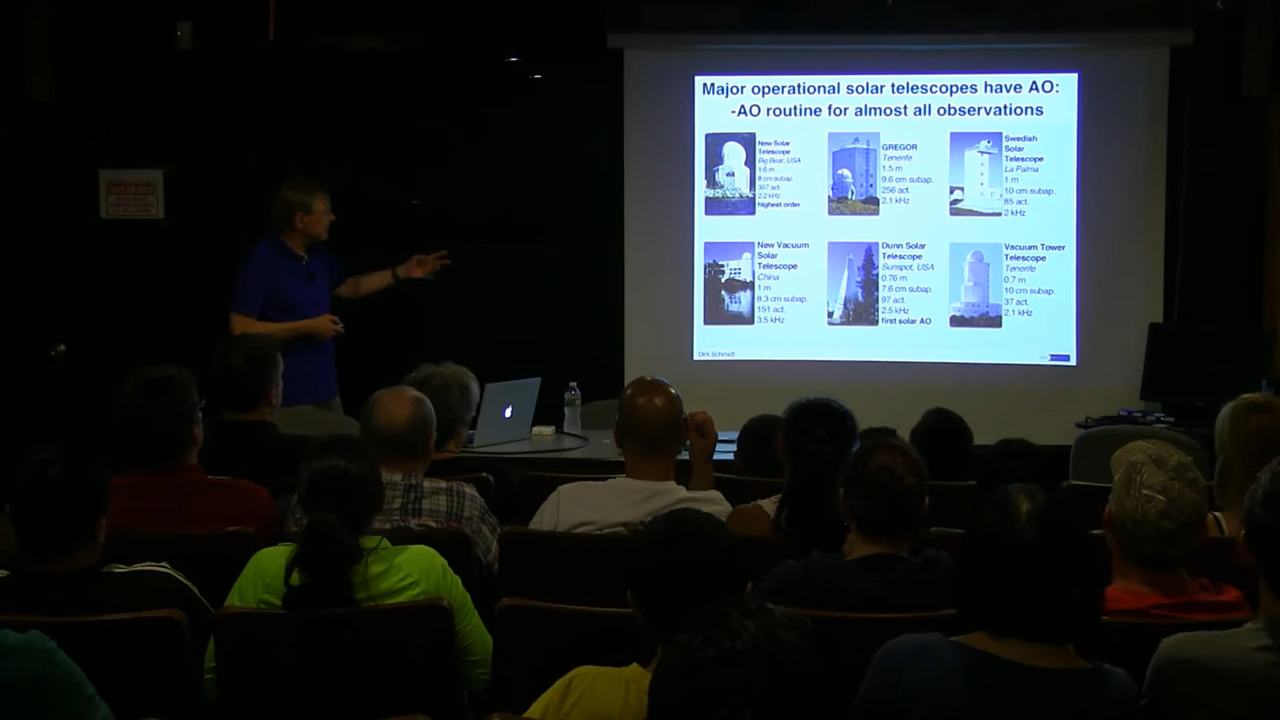 Major operational solar telescopes have AO:
-AO routine for almost all observations
New Solar
Telescope
Big Bear, USA
1.6 m
8 cm subap.
357 act.
2.2 kHz
highest order
GREGOR
Tenerife
1.5 m
9.6 cm subap.
256 act.
2.1 kHz
Swedish
Solar
Telescope
La Palma
1 m
10 cm subap.
85 act.
2 kHz
New Vacuum
Solar
Telescope
China
1 m
8.3 cm subap.
151 act.
3.5 kHz
Dunn Solar
Telescope
Sunspot, USA
0.76 m
7.6 cm subap.
97 act.
2.5 kHz
first solar AO
Vacuum Tower
Telescope
Tenerife
0.7 m
10 cm subap.
37 act.
2.1 kHz
Dirk Schmidt